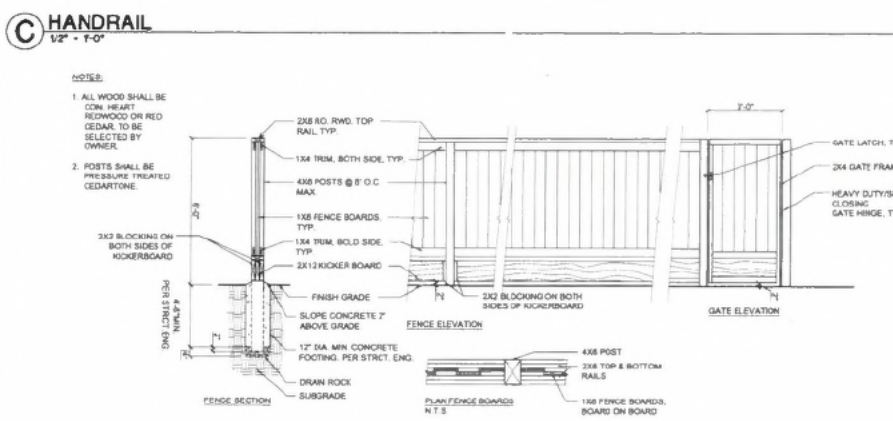 C HANDRAIL
1/2" - 1'-0"
NOTES:
1. ALL WOOD SHALL BE
CON. HEART
REDWOOD OR RED
CEDAR, TO BE
SELECTED BY
OWNER.
2. POSTS SHALL BE
PRESSURE TREATED
CEDARTONE.
2X2 BLOCKING ON
BOTH SIDES OF
KICKERBOARD
4'-6" MIN.
PER STRCT. ENG.
2X8 RO. RWD. TOP
RAIL, TYP.
1X4 TRIM, BOTH SIDE, TYP.
4X6 POSTS @ 8' O.C.
MAX.
1X8 FENCE BOARDS,
TYP.
1X4 TRIM, BOLD SIDE,
TYP
2X12 KICKER BOARD
FINISH GRADE
SLOPE CONCRETE 2"
ABOVE GRADE
12" DIA. MIN. CONCRETE
FOOTING. PER STRCT. ENG.
DRAIN ROCK
SUBGRADE
FENCE SECTION
FENCE ELEVATION
2X2 BLOCKING ON BOTH
SIDES OF KICKERBOARD
3'-0"
GATE LATCH, T
2X4 GATE FRA
HEAVY DUTY/S
CLOSING
GATE HINGE, T
GATE ELEVATION
4X6 POST
2X8 TOP & BOTTOM
RAILS
1X8 FENCE BOARDS,
BOARD ON BOARD
PLAN FENCE BOARDS
N.T.S